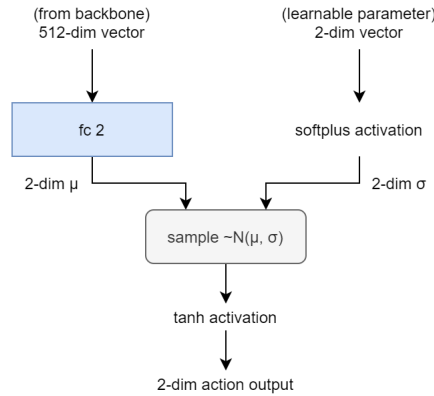 (from backbone)
512-dim vector
(learnable parameter)
2-dim vector
fc 2
softplus activation
2-dim μ
2-dim σ
sample ~N(μ, σ)
tanh activation
2-dim action output